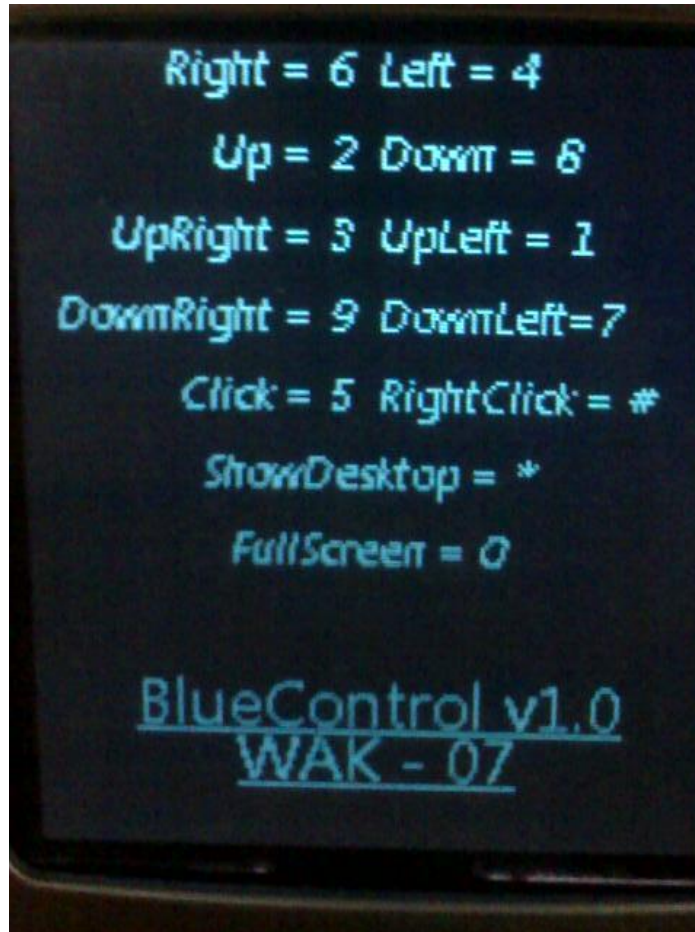 Right = 6 Left = 4
Up = 2 Down = 8
UpRight = 3 UpLeft = 1
DownRight = 9 DownLeft=7
Click = 5 RightClick = #
ShowDesktop = *
FullScreen = 0
BlueControl v1.0
WAK - 07